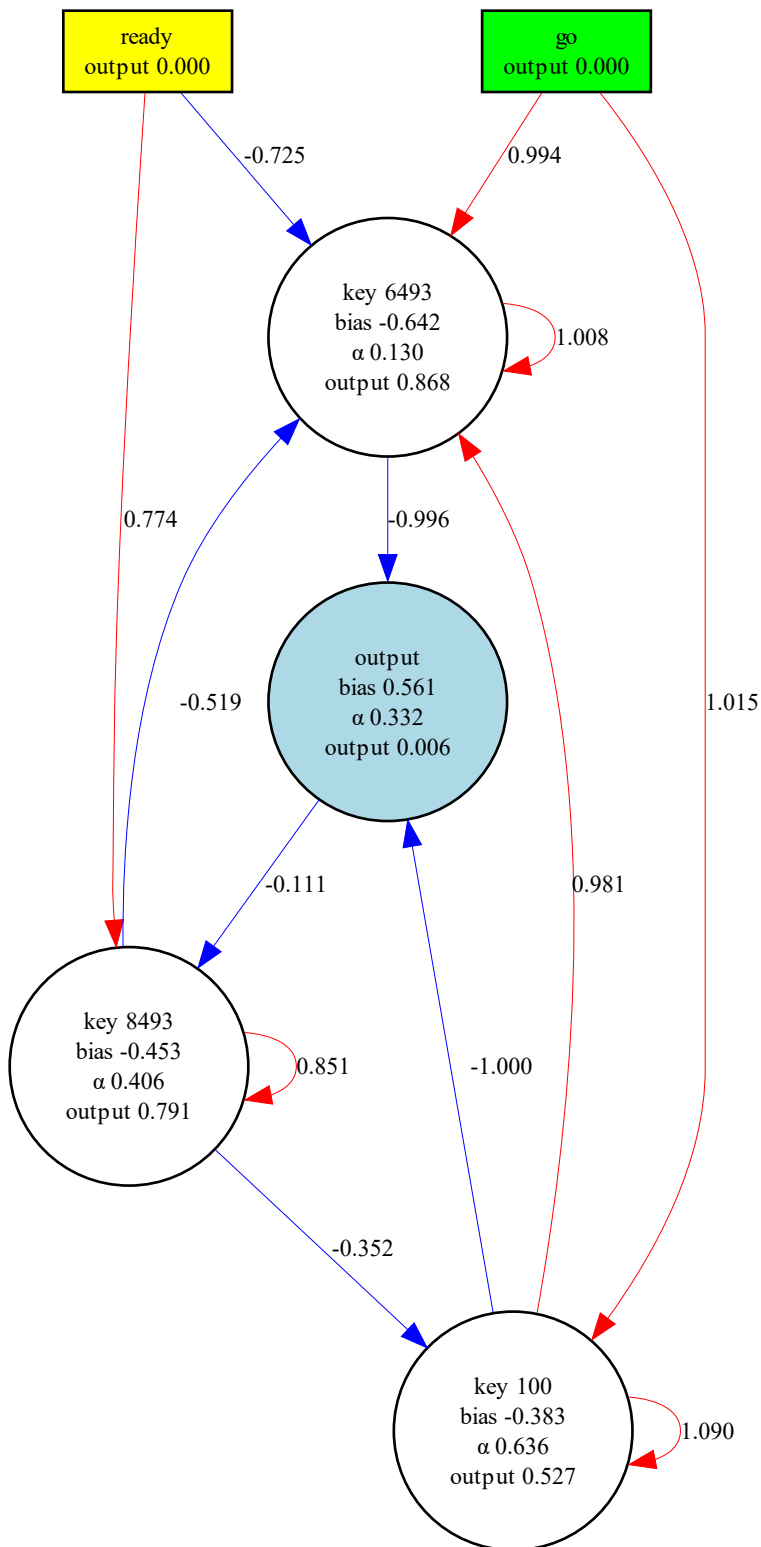 ready
output 0.000
go
output 0.000
-0.725
0.994
key 6493
bias -0.642
α 0.130
output 0.868
1.008
0.774
-0.996
output
bias 0.561
α 0.332
output 0.006
-0.519
1.015
-0.111
0.981
key 8493
bias -0.453
α 0.406
output 0.791
0.851
-1.000
-0.352
key 100
bias -0.383
α 0.636
output 0.527
1.090